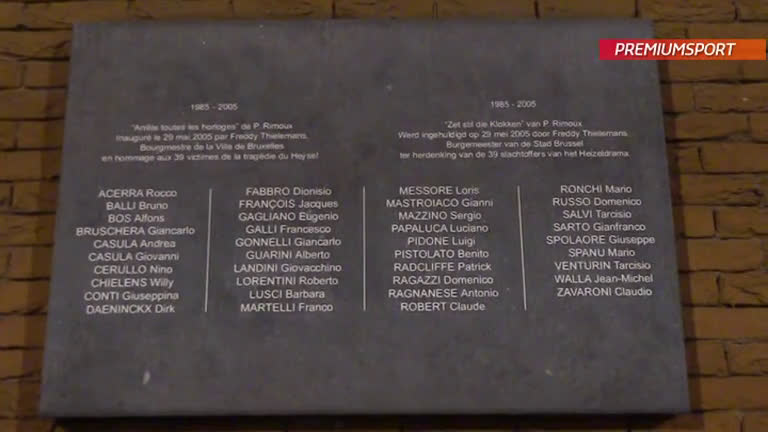 PREMIUMSPORT
1985 - 2005
"Arrête toutes les horloges" de P. Rimoux
Inauguré le 29 mai 2005 par Freddy Thielemans,
Bourgmestre de la Ville de Bruxelles
en hommage aux 39 victimes de la tragédie du Heysel
1985 - 2005
"Zet stil die Klokken" van P. Rimoux
Werd ingehuldigd op 29 mei 2005 door Freddy Thielemans,
Burgemeester van de Stad Brussel
ter herdenking van de 39 slachtoffers van het Heizeldrama
ACERRA Rocco
BALLI Bruno
BOS Alfons
BRUSCHERA Giancarlo
CASULA Andrea
CASULA Giovanni
CERULLO Nino
CHIELENS Willy
CONTI Giuseppina
DAENINCKX Dirk
FABBRO Dionisio
FRANÇOIS Jacques
GAGLIANO Eugenio
GALLI Francesco
GONNELLI Giancarlo
GUARINI Alberto
LANDINI Giovacchino
LORENTINI Roberto
LUSCI Barbara
MARTELLI Franco
MESSORE Loris
MASTROIACO Gianni
MAZZINO Sergio
PAPALUCA Luciano
PIDONE Luigi
PISTOLATO Benito
RADCLIFFE Patrick
RAGAZZI Domenico
RAGNANESE Antonio
ROBERT Claude
RONCHI Mario
RUSSO Domenico
SALVI Tarcisio
SARTO Gianfranco
SPOLAORE Giuseppe
SPANU Mario
VENTURIN Tarcisio
WALLA Jean-Michel
ZAVARONI Claudio